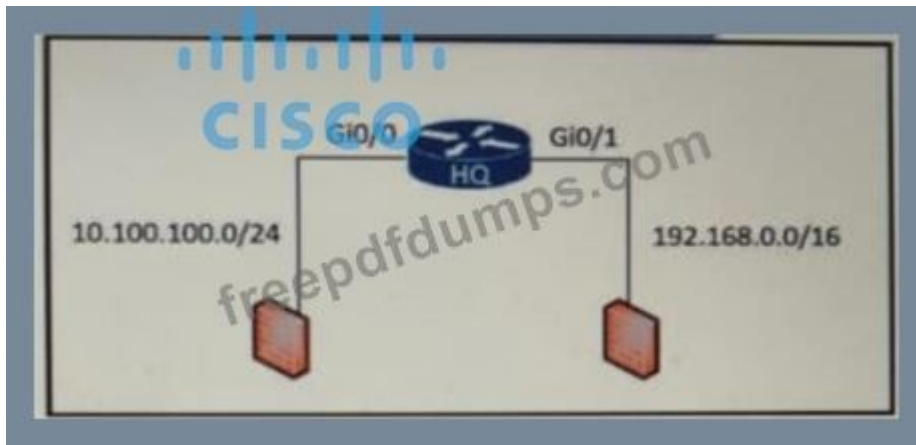 CISCO
Gi0/0
Gi0/1
HQ
10.100.100.0/24
192.168.0.0/16
freepdfdumps.com